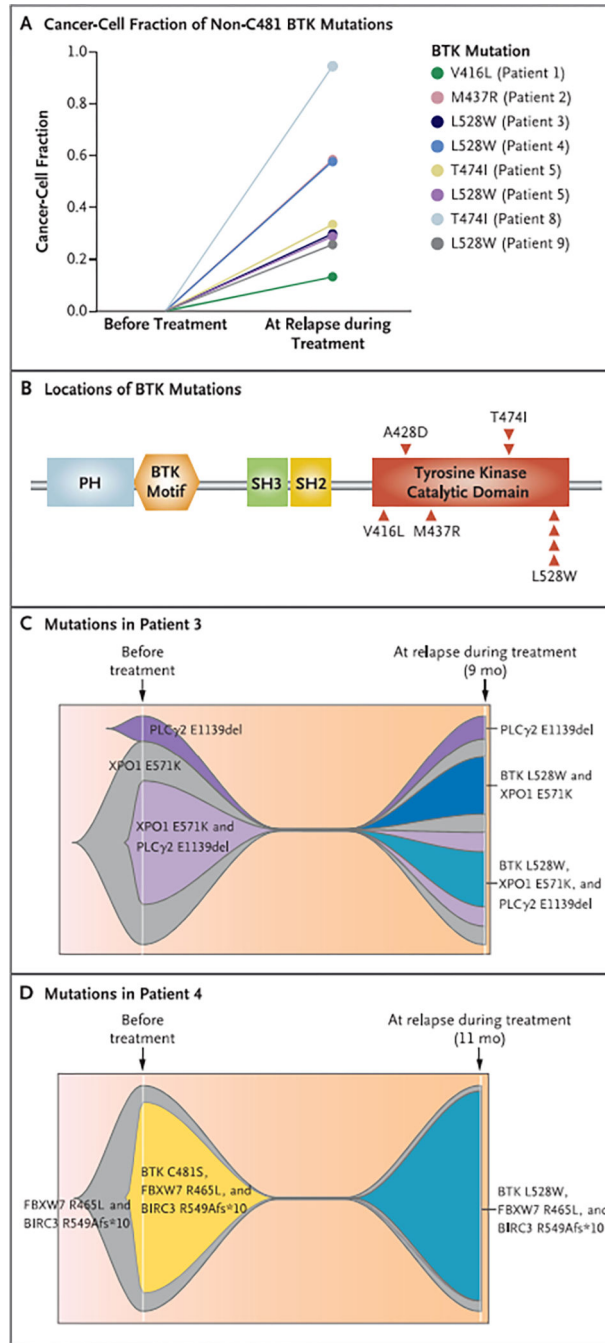 A Cancer-Cell Fraction of Non-C481 BTK Mutations
1.0
0.8
0.6
0.4
0.2
0.0
Cancer-Cell Fraction
Before Treatment
At Relapse during
Treatment
BTK Mutation
V416L (Patient 1)
M437R (Patient 2)
L528W (Patient 3)
L528W (Patient 4)
T474I (Patient 5)
L528W (Patient 5)
T474I (Patient 8)
L528W (Patient 9)
B Locations of BTK Mutations
PH
BTK
Motif
SH3
SH2
Tyrosine Kinase
Catalytic Domain
A428D
T474I
V416L
M437R
L528W
C Mutations in Patient 3
Before
treatment
At relapse during treatment
(9 mo)
PLCγ2 E1139del
XPO1 E571K
XPO1 E571K and
PLCγ2 E1139del
PLCγ2 E1139del
BTK L528W and
XPO1 E571K
BTK L528W,
XPO1 E571K, and
PLCγ2 E1139del
D Mutations in Patient 4
Before
treatment
At relapse during treatment
(11 mo)
FBXW7 R465L and
BIRC3 R549Afs*10
BTK C481S,
FBXW7 R465L, and
BIRC3 R549Afs*10
BTK L528W,
FBXW7 R465L, and
BIRC3 R549Afs*10